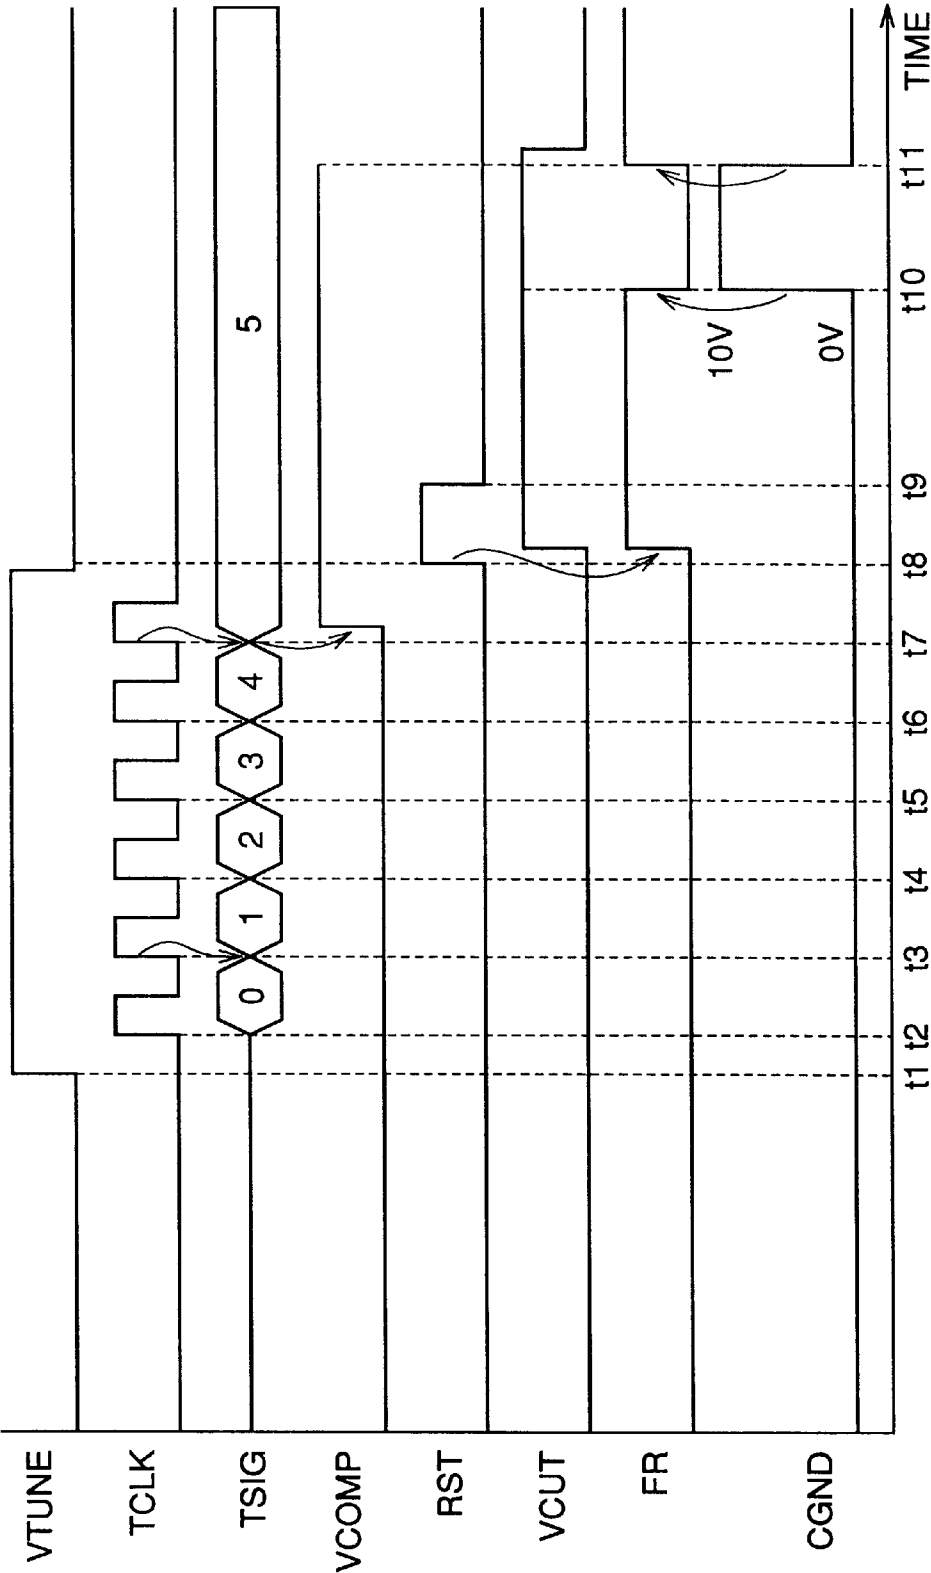 VTUNE
TCLK
TSIG
0 1 2 3 4 5
VCOMP
RST
VCUT
FR
10V
0V
CGND
t1 t2 t3 t4 t5 t6 t7 t8 t9 t10 t11 TIME